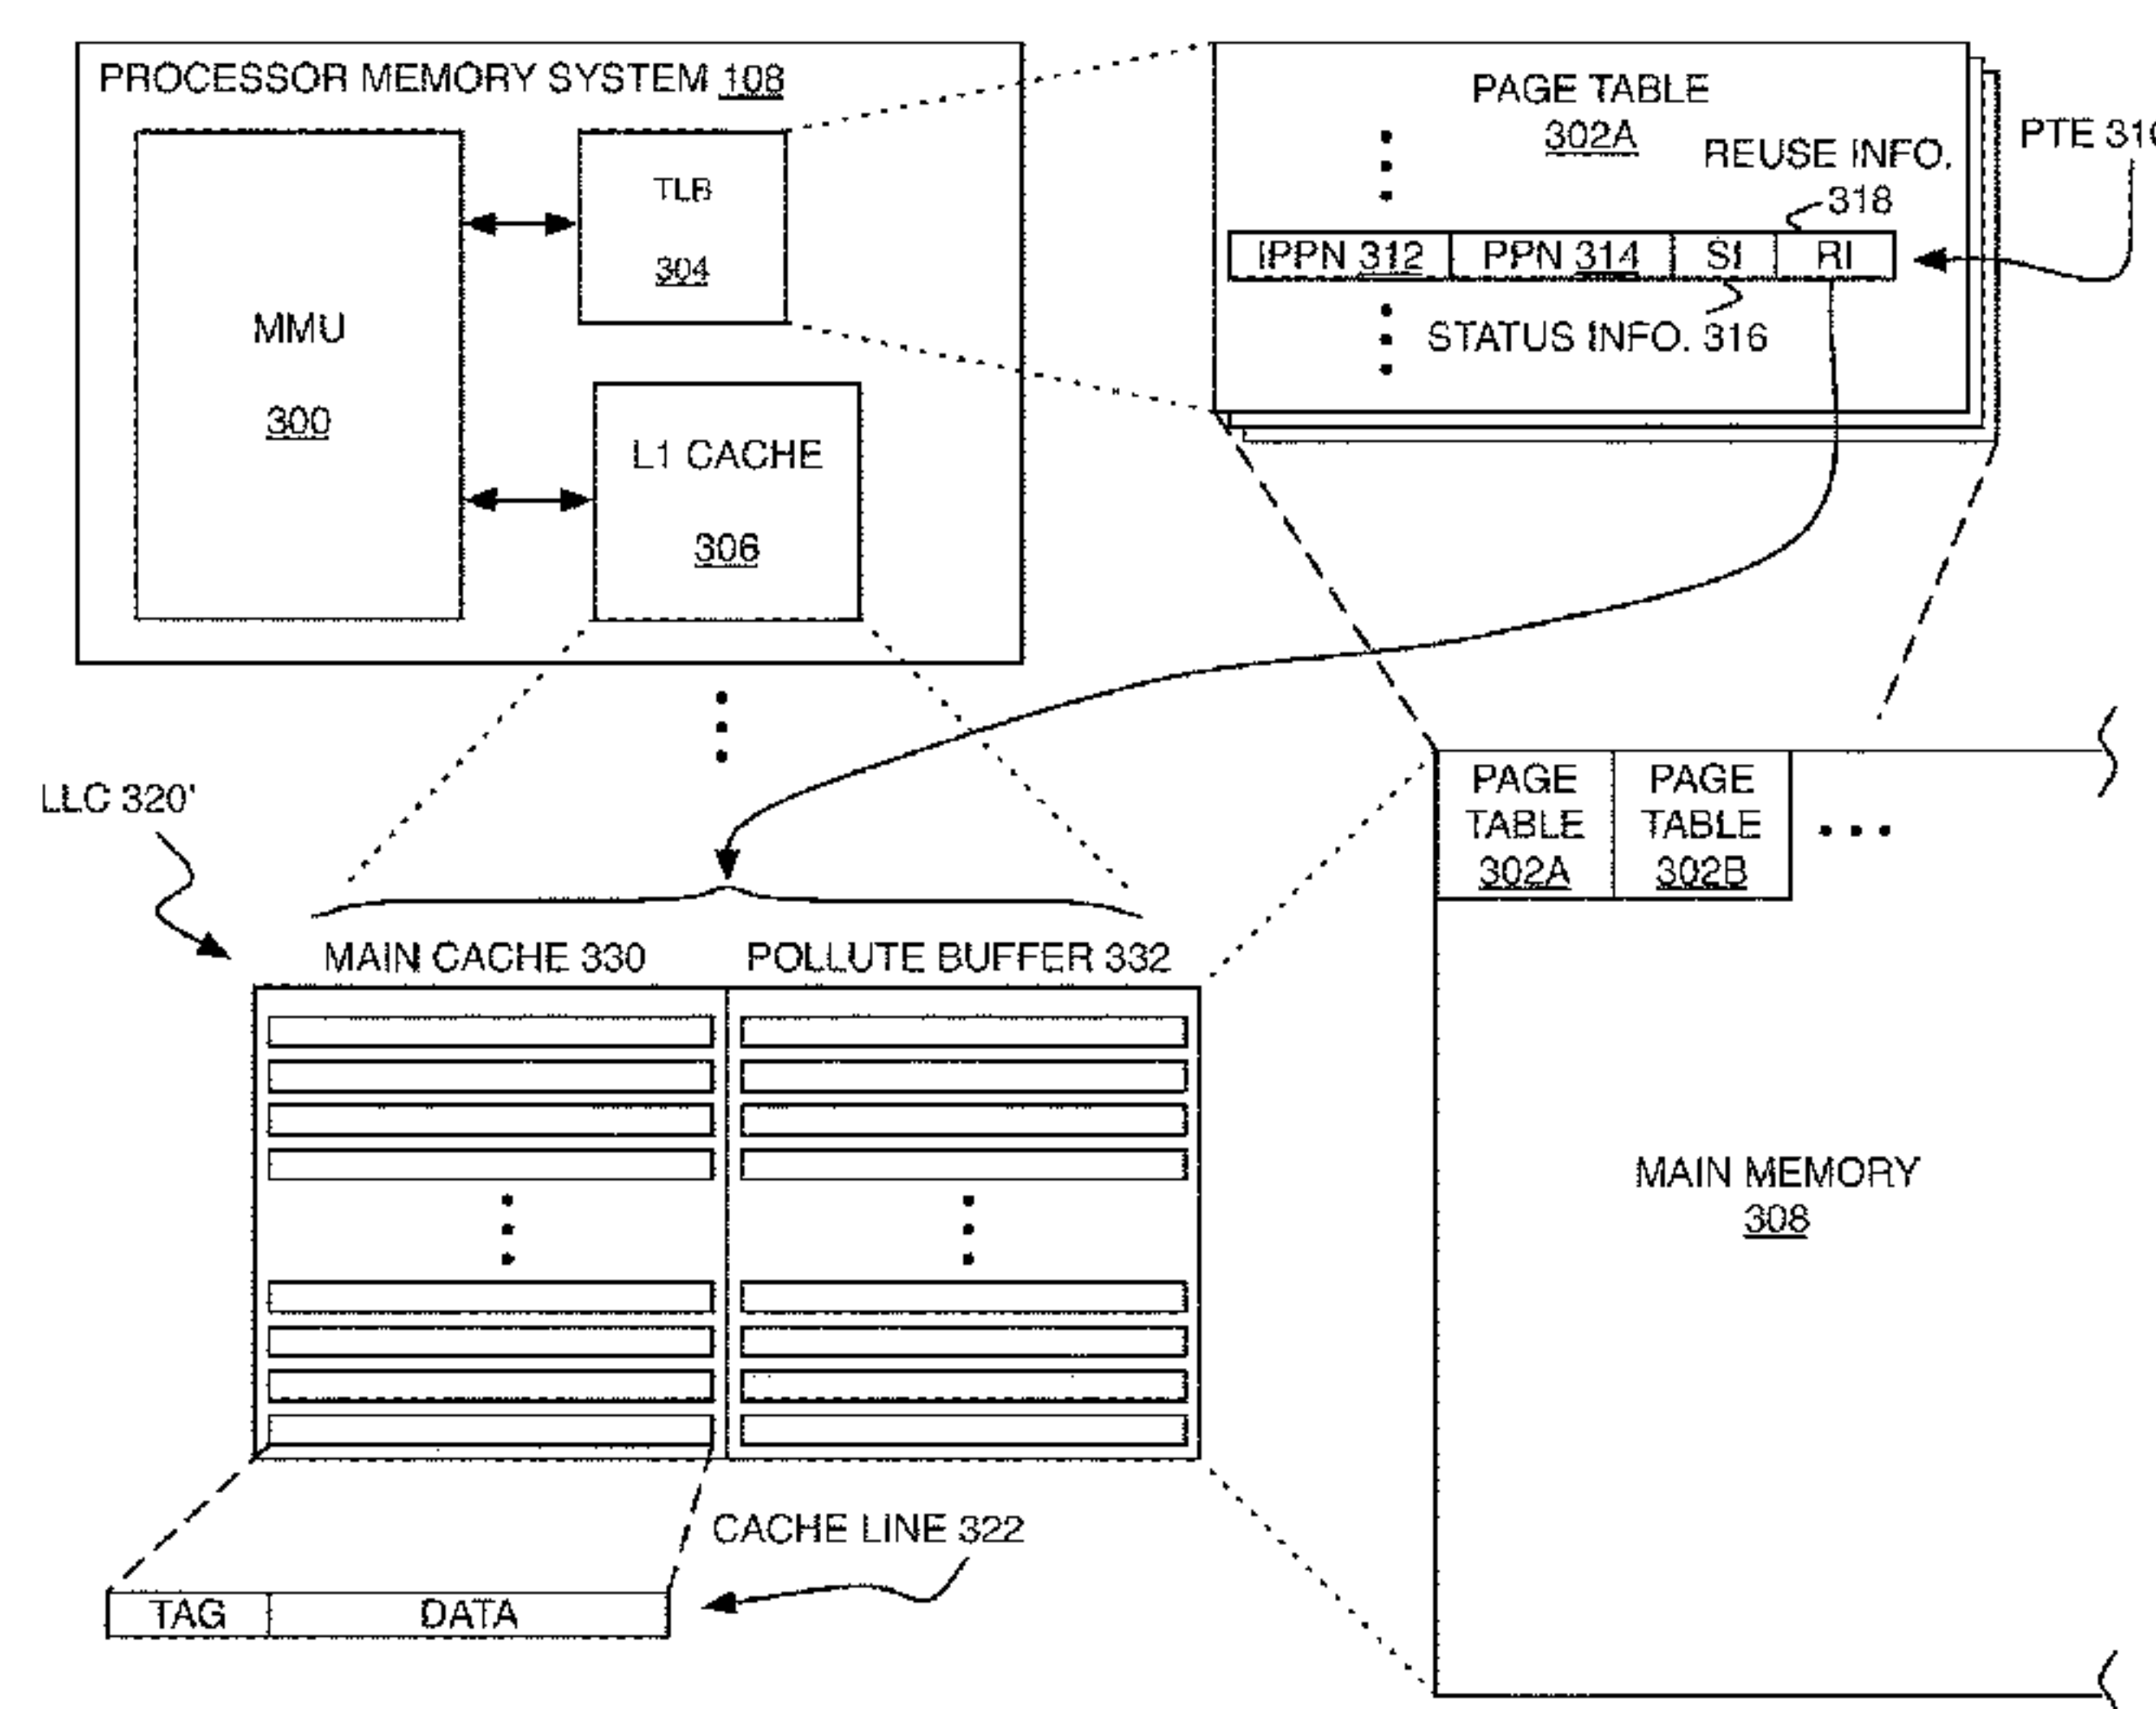 PROCESSOR MEMORY SYSTEM 108
MMU
300
TLB
304
L1 CACHE
306
PAGE TABLE
302A
REUSE INFO.
318
PTE 310
IPPN 312
PPN 314
SI
RI
STATUS INFO. 316
LLC 320'
MAIN CACHE 330
POLLUTE BUFFER 332
PAGE
TABLE
302A
PAGE
TABLE
302B
MAIN MEMORY
308
CACHE LINE 322
TAG
DATA